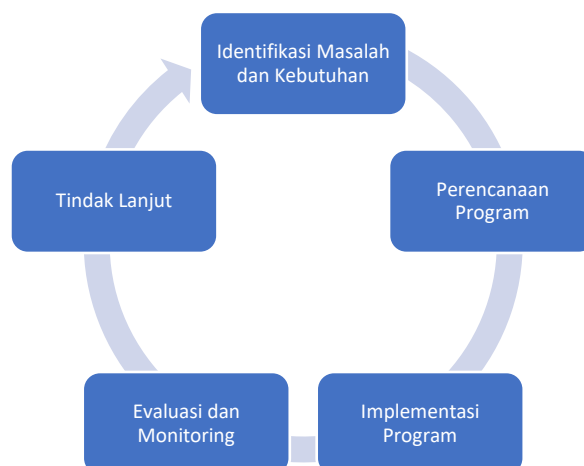 Identifikasi Masalah
dan Kebutuhan
Perencanaan
Program
Implementasi
Program
Evaluasi dan
Monitoring
Tindak Lanjut